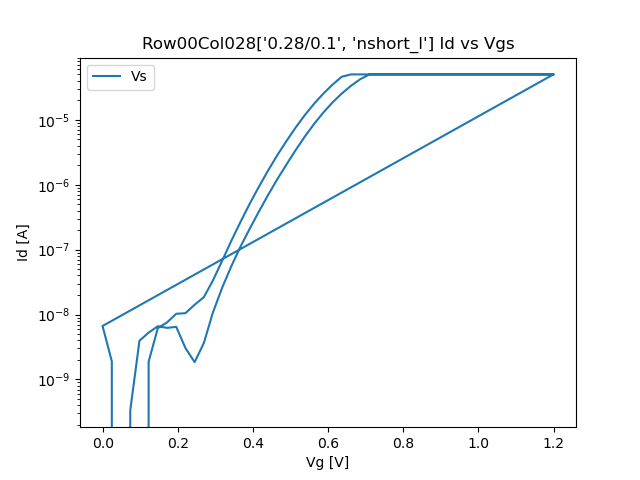 Row00Col028['0.28/0.1', 'nshort_l'] Id vs Vgs
Vs
10⁻⁵
10⁻⁶
10⁻⁷
10⁻⁸
10⁻⁹
Id [A]
0.0 0.2 0.4 0.6 0.8 1.0 1.2
Vg [V]